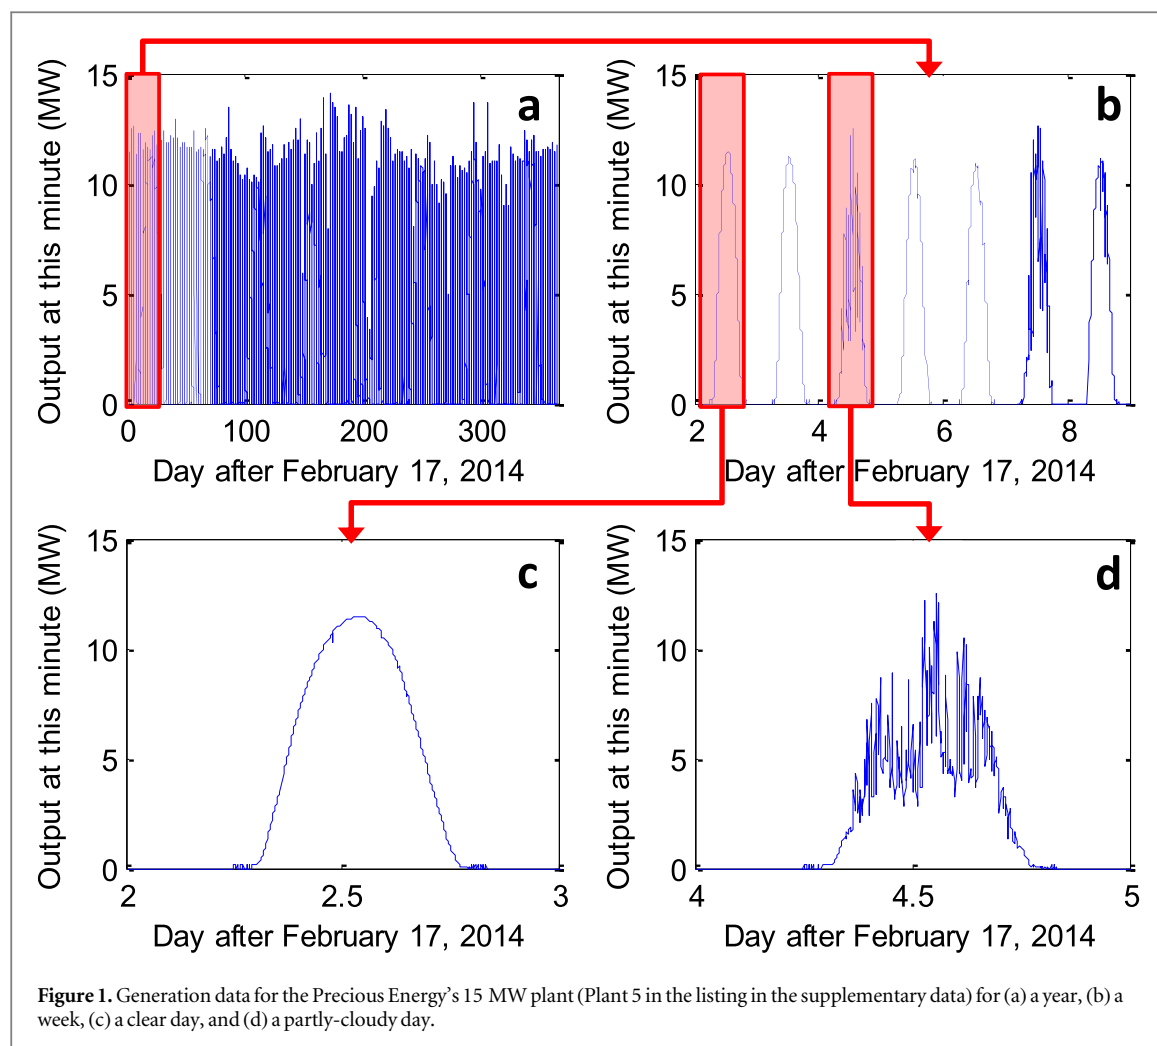 a
Output at this minute (MW)
15
10
5
0
0 100 200 300
Day after February 17, 2014
b
Output at this minute (MW)
15
10
5
0
2 4 6 8
Day after February 17, 2014
c
Output at this minute (MW)
15
10
5
0
2 2.5 3
Day after February 17, 2014
d
Output at this minute (MW)
15
10
5
0
4 4.5 5
Day after February 17, 2014
Figure 1. Generation data for the Precious Energy's 15 MW plant (Plant 5 in the listing in the supplementary data) for (a) a year, (b) a
week, (c) a clear day, and (d) a partly-cloudy day.